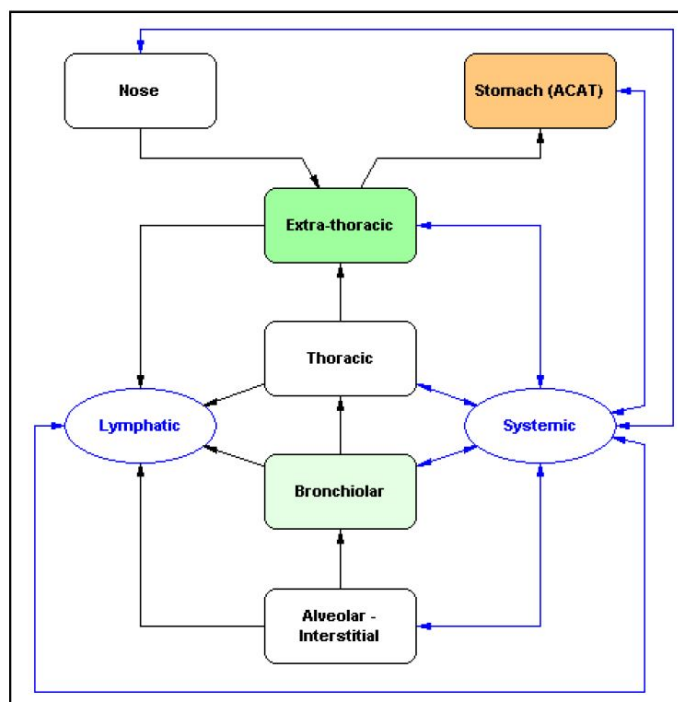 Nose
Stomach (ACAT)
Extra-thoracic
Thoracic
Lymphatic
Systemic
Bronchiolar
Alveolar -
Interstitial